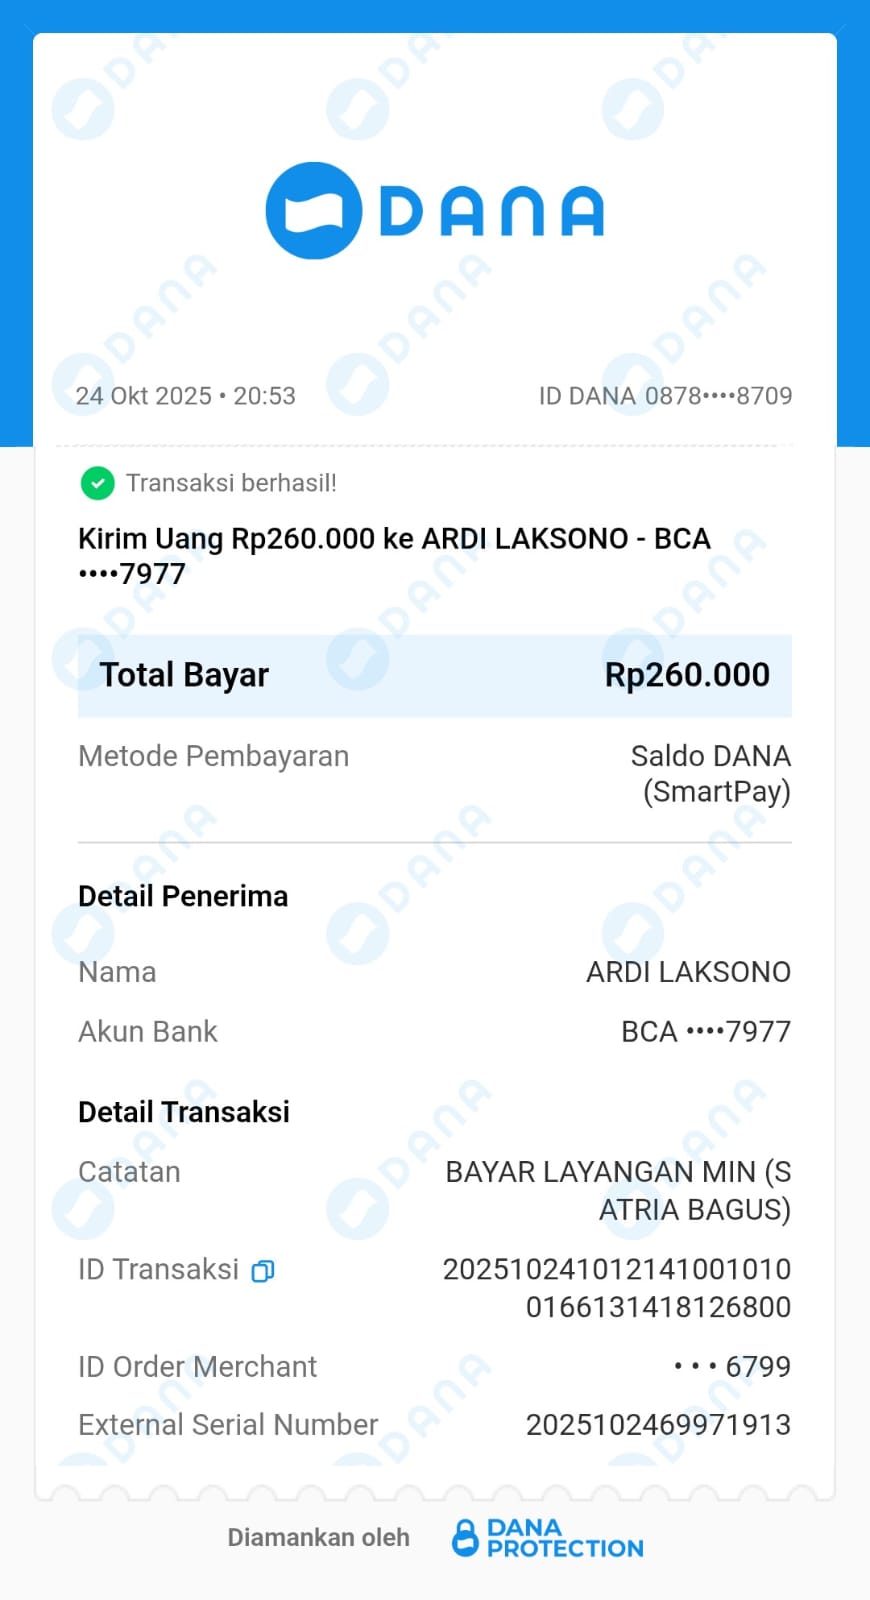 DANA
24 Okt 2025 • 20:53
ID DANA 0878••••8709
Transaksi berhasil!
Kirim Uang Rp260.000 ke ARDI LAKSONO - BCA
••••7977
Total Bayar
Rp260.000
Metode Pembayaran
Saldo DANA
(SmartPay)
Detail Penerima
Nama
ARDI LAKSONO
Akun Bank
BCA ••••7977
Detail Transaksi
Catatan
BAYAR LAYANGAN MIN (S
ATRIA BAGUS)
ID Transaksi
202510241012141001010
0166131418126800
ID Order Merchant
• • • 6799
External Serial Number
2025102469971913
Diamankan oleh
DANA
PROTECTION